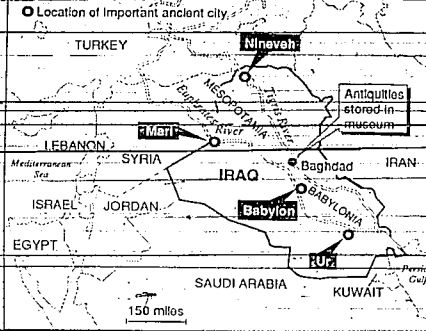 Location of Important ancient city
TURKEY
Nineveh
MESOPOTAMIA
Euphrates River
Tigris River
Antiquities
stored in
museum
Mari
LEBANON
Mediterranean
Sea
SYRIA
Baghdad
IRAN
IRAQ
BABYLONIA
ISRAEL
JORDAN
Babylon
EGYPT
Ur
Persian
Gulf
SAUDI ARABIA
KUWAIT
150 miles